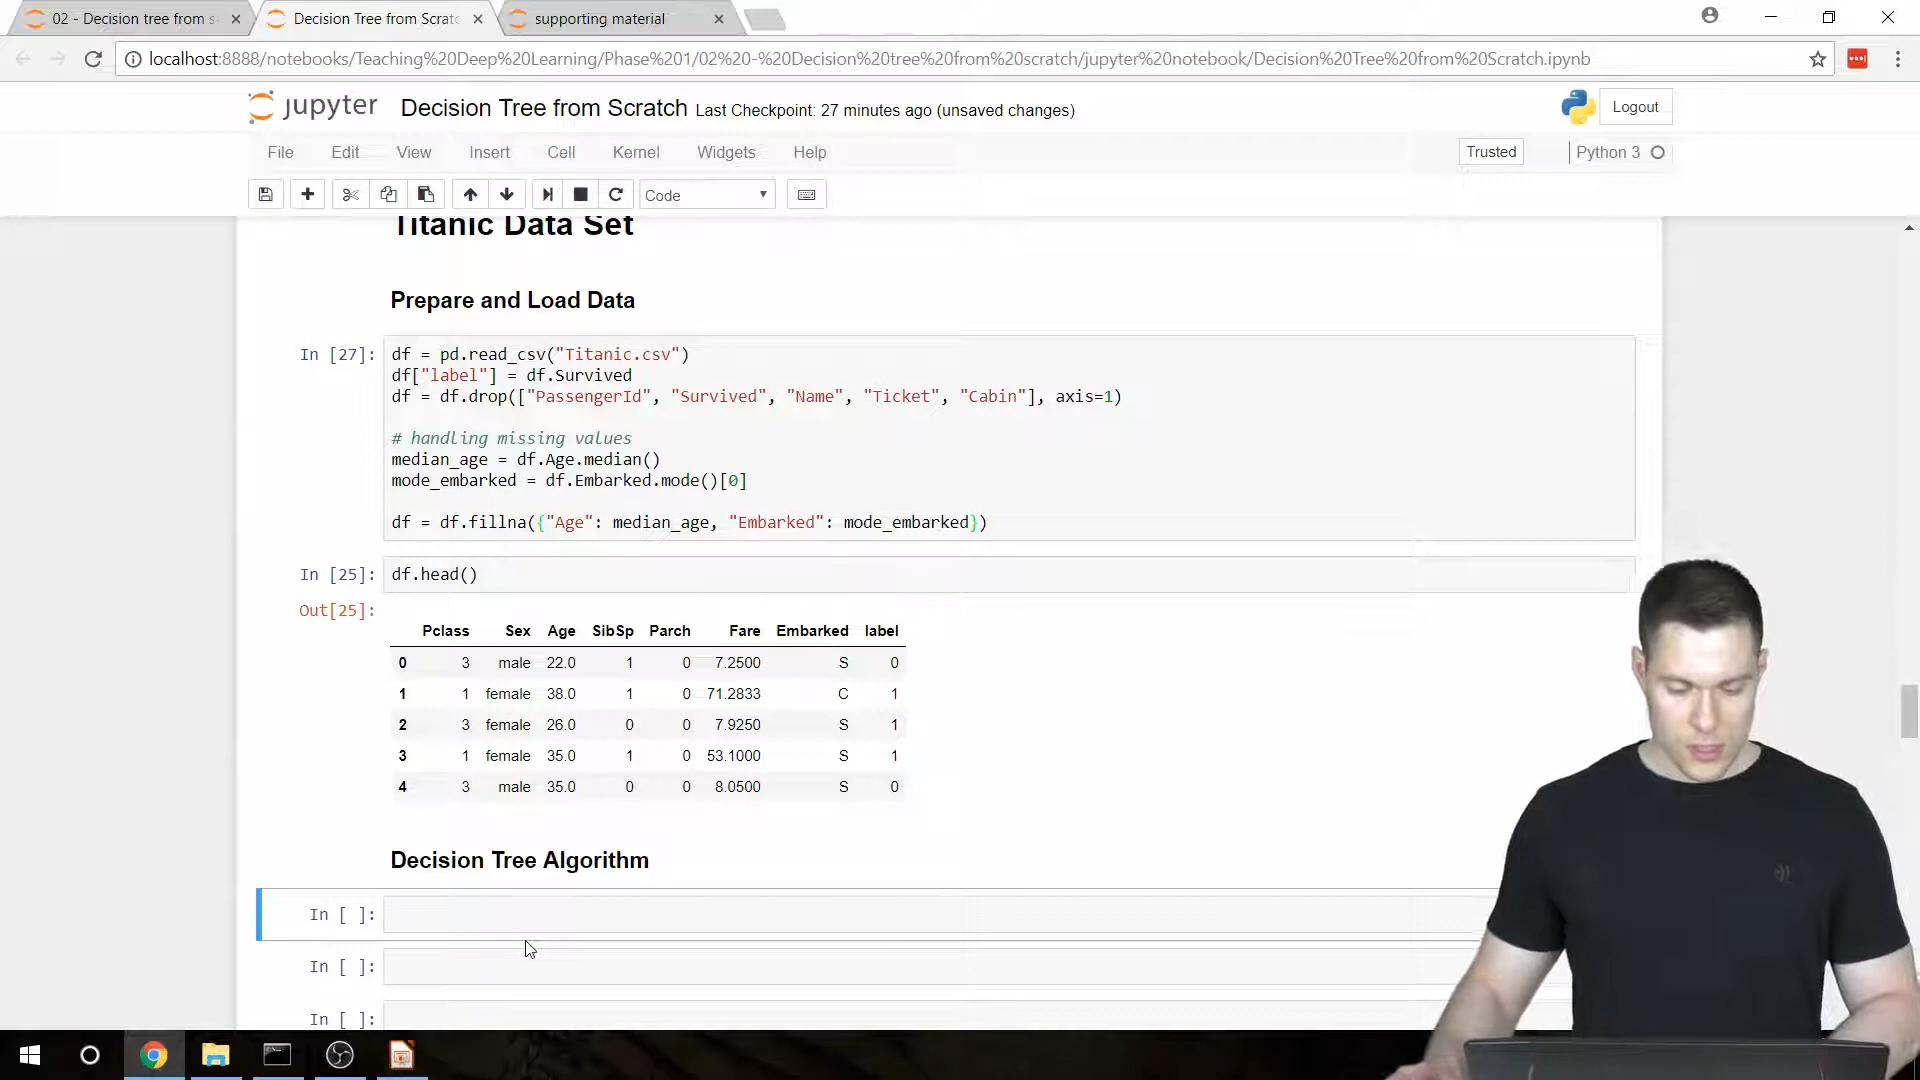 02 - Decision tree from s
Decision Tree from Scratc
supporting material
localhost:8888/notebooks/Teaching%20Deep%20Learning/Phase%201/02%20-%20Decision%20tree%20from%20scratch/jupyter%20notebook/Decision%20Tree%20from%20Scratch.ipynb
jupyter Decision Tree from Scratch Last Checkpoint: 27 minutes ago (unsaved changes)
Logout
File Edit View Insert Cell Kernel Widgets Help
Trusted
Python 3
Code
Titanic Data Set
Prepare and Load Data
In [27]: df = pd.read_csv("Titanic.csv")
df["label"] = df.Survived
df = df.drop(["PassengerId", "Survived", "Name", "Ticket", "Cabin"], axis=1)
# handling missing values
median_age = df.Age.median()
mode_embarked = df.Embarked.mode()[0]
df = df.fillna({"Age": median_age, "Embarked": mode_embarked})
In [25]: df.head()
Out[25]:
Pclass Sex Age SibSp Parch Fare Embarked label
0 3 male 22.0 1 0 7.2500 S 0
1 1 female 38.0 1 0 71.2833 C 1
2 3 female 26.0 0 0 7.9250 S 1
3 1 female 35.0 1 0 53.1000 S 1
4 3 male 35.0 0 0 8.0500 S 0
Decision Tree Algorithm
In [ ]:
In [ ]:
In [ ]: